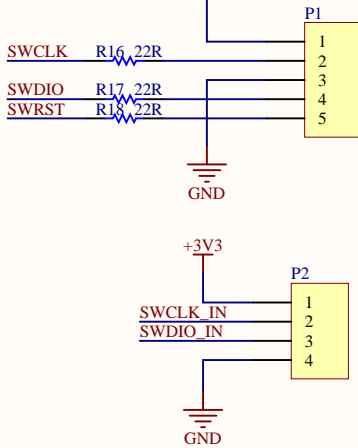 P1
1
SWCLK R16 22R 2
3
SWDIO R17 22R 4
SWRST R18 22R 5
GND
+3V3
P2
1
SWCLK_IN 2
SWDIO_IN 3
4
GND